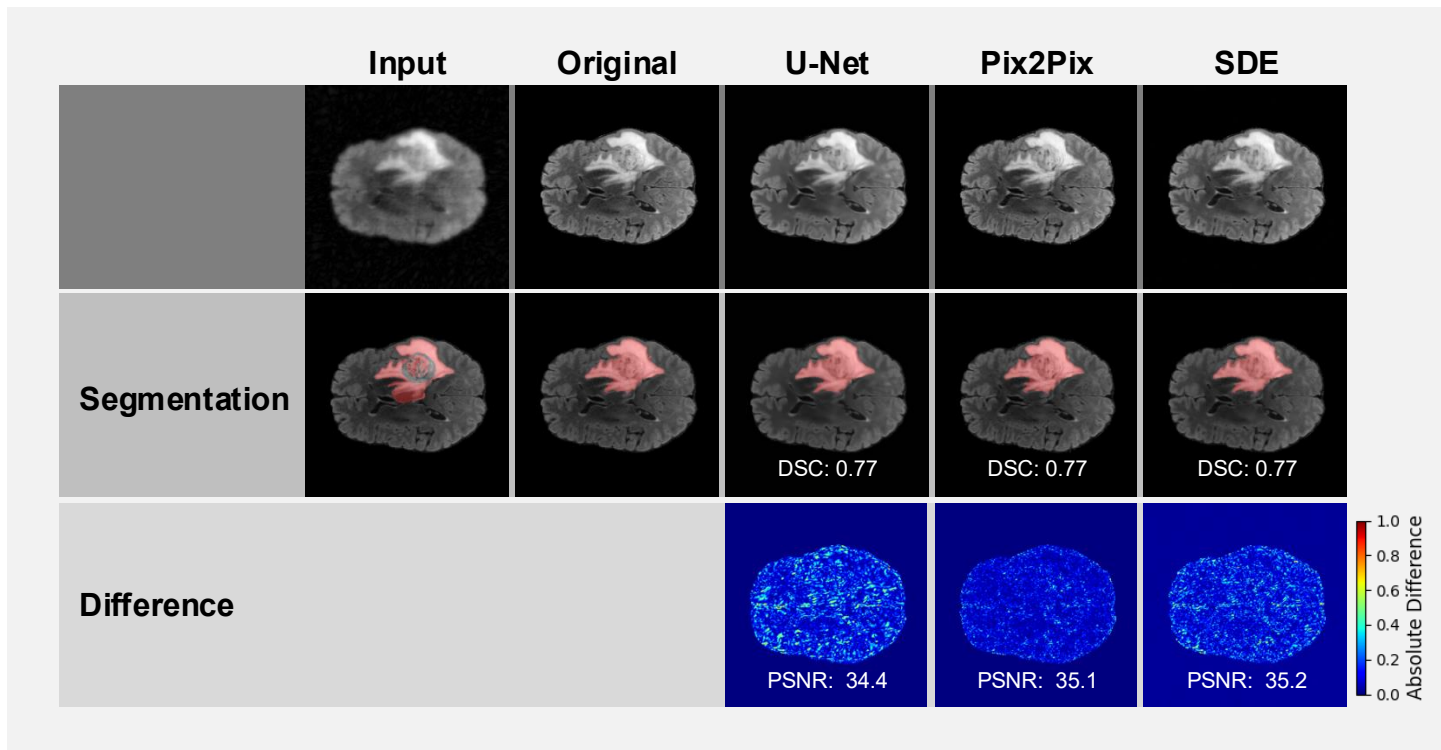 Input
Original
U-Net
Pix2Pix
SDE
Segmentation
DSC: 0.77
DSC: 0.77
DSC: 0.77
Difference
PSNR: 34.4
PSNR: 35.1
PSNR: 35.2
1.0
0.8
0.6
0.4
0.2
0.0
Absolute Difference